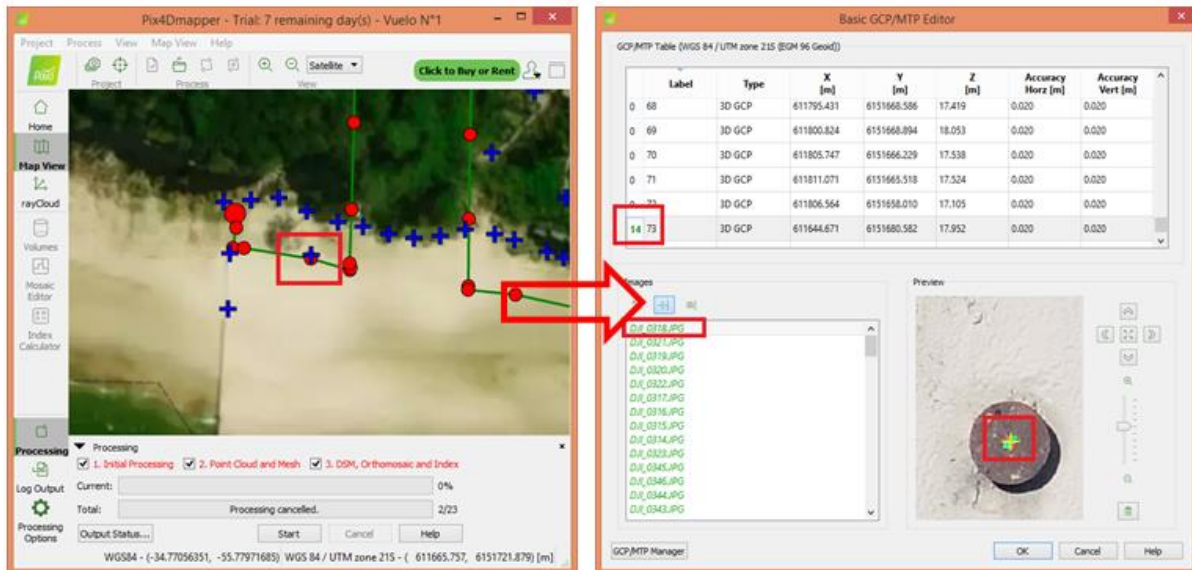 Pix4Dmapper - Trial: 7 remaining day(s) - Vuelo N°1
Project Process View Map View Help
Project Process View
Satellite
Click to Buy or Rent
Home
Map View
rayCloud
Volumes
Mosaic
Editor
Index
Calculator
Processing
Log Output
Processing
Options
Processing
1. Initial Processing 2. Point Cloud and Mesh 3. DSM, Orthomosaic and Index
Current: 0%
Total: Processing cancelled. 2/23
Output Status... Start Cancel Help
WGS84 - (-34.77056351, -55.77971685) WGS 84 / UTM zone 21S - ( 611665.757, 6151721.879) [m]
Basic GCP/MTP Editor
GCP/MTP Table (WGS 84 / UTM zone 21S (EGM 96 Geoid))
Label Type X [m] Y [m] Z [m] Accuracy Horz [m] Accuracy Vert [m]
0 68 3D GCP 611795.431 6151668.586 17.419 0.020 0.020
0 69 3D GCP 611800.824 6151668.894 18.053 0.020 0.020
0 70 3D GCP 611805.747 6151666.229 17.538 0.020 0.020
0 71 3D GCP 611811.071 6151665.518 17.524 0.020 0.020
72 3D GCP 611806.564 6151658.010 17.105 0.020 0.020
14 73 3D GCP 611644.671 6151680.582 17.952 0.020 0.020
Images
DJI_0318.JPG
DJI_0321.JPG
DJI_0319.JPG
DJI_0320.JPG
DJI_0322.JPG
DJI_0317.JPG
DJI_0316.JPG
DJI_0315.JPG
DJI_0314.JPG
DJI_0323.JPG
DJI_0345.JPG
DJI_0346.JPG
DJI_0344.JPG
DJI_0343.JPG
Preview
GCP/MTP Manager
OK Cancel Help